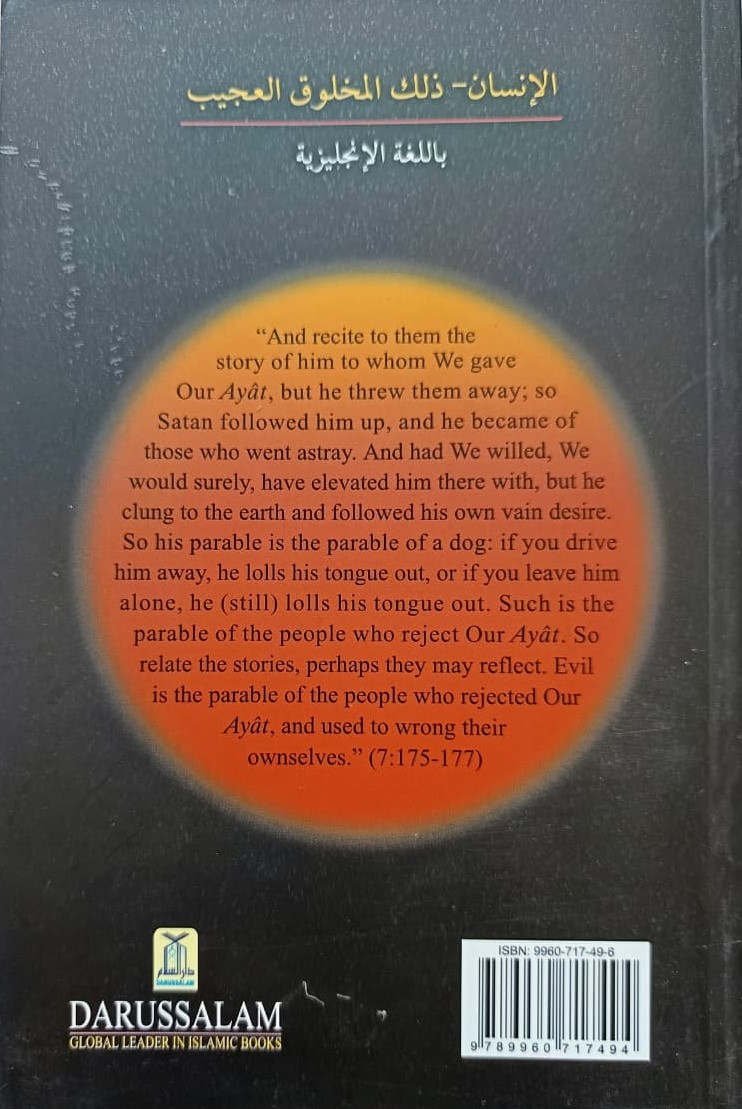 الإنسان- ذلك المخلوق العجيب
باللغة الإنجليزية
“And recite to them the
story of him to whom We gave
Our Ayât, but he threw them away; so
Satan followed him up, and he became of
those who went astray. And had We willed, We
would surely, have elevated him there with, but he
clung to the earth and followed his own vain desire.
So his parable is the parable of a dog: if you drive
him away, he lolls his tongue out, or if you leave him
alone, he (still) lolls his tongue out. Such is the
parable of the people who reject Our Ayât. So
relate the stories, perhaps they may reflect. Evil
is the parable of the people who rejected Our
Ayât, and used to wrong their
ownselves.” (7:175-177)
دارالسلام
DARUSSALAM
DARUSSALAM
GLOBAL LEADER IN ISLAMIC BOOKS
ISBN: 9960-717-49-6
9 789960 717494